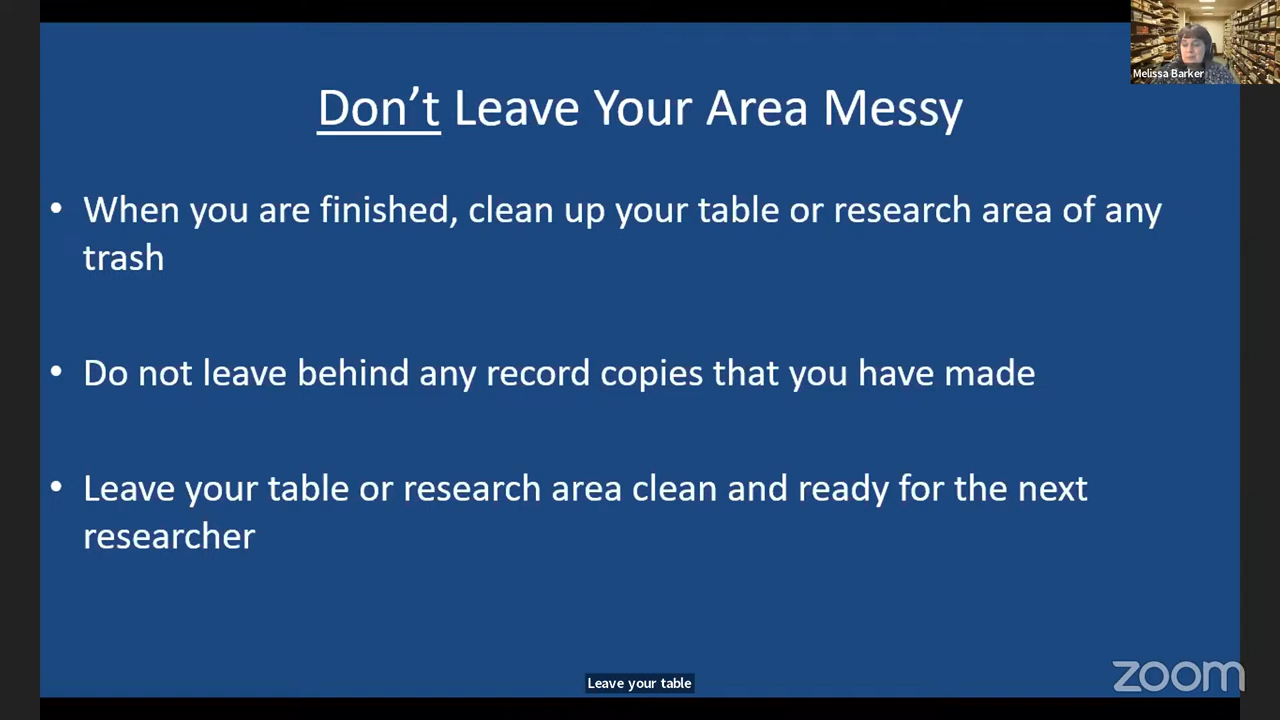 Melissa Barker
Don't Leave Your Area Messy
• When you are finished, clean up your table or research area of any
trash
• Do not leave behind any record copies that you have made
• Leave your table or research area clean and ready for the next
researcher
Leave your table
zoom